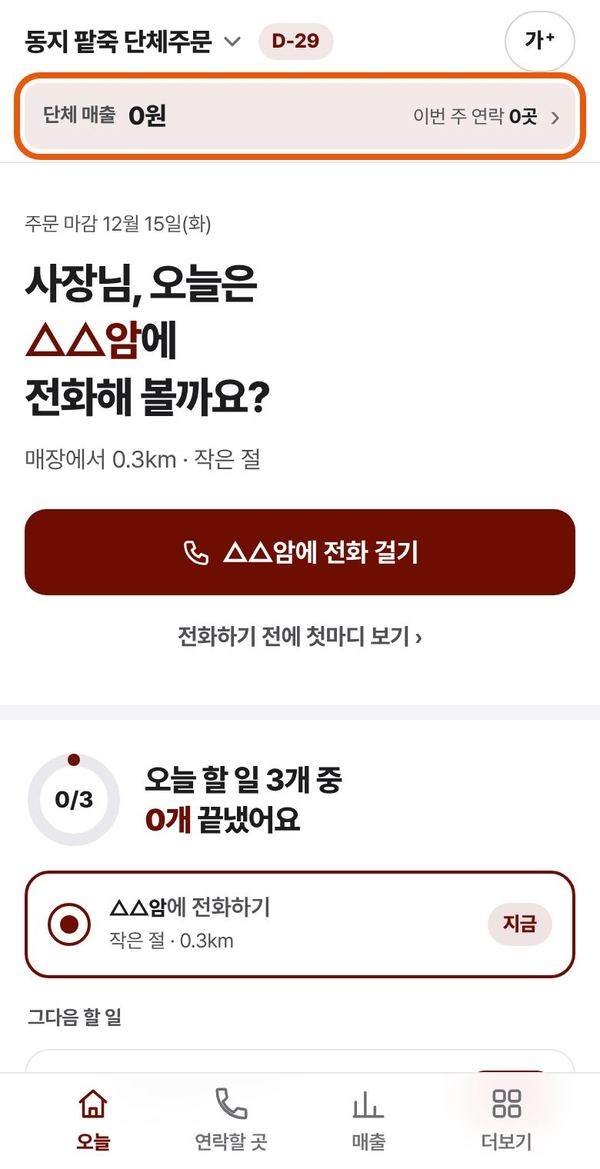 동지 팥죽 단체주문 D-29 가+
단체 매출 0원 이번 주 연락 0곳 ›
주문 마감 12월 15일(화)
사장님, 오늘은
△△암에
전화해 볼까요?
매장에서 0.3km · 작은 절
△△암에 전화 걸기
전화하기 전에 첫마디 보기 ›
0/3
오늘 할 일 3개 중
0개 끝냈어요
△△암에 전화하기
작은 절 · 0.3km
지금
그다음 할 일
오늘 연락할 곳 매출 더보기